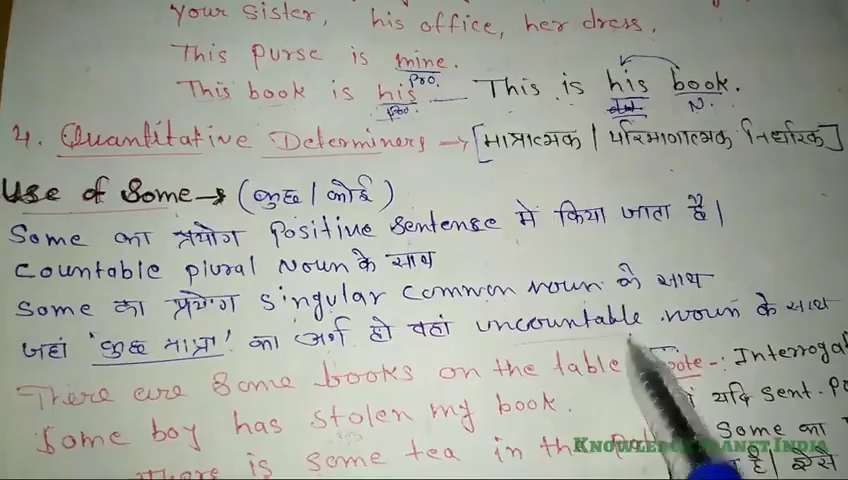 your sister, his office, her dress.
This purse is mine.
Pro.
This book is his — This is his book.
Pro. N.
4. Quantitative Determiners → [मात्रात्मक / परिमाणात्मक निर्धारक]
Use of Some → (कुछ / कोई)
Some का प्रयोग Positive Sentence में किया जाता है।
Countable plural Noun के साथ
Some का प्रयोग Singular Common noun के साथ
जहां 'कुछ मात्रा' का अर्थ हो वहां uncountable noun के साथ
There are some books on the table Note -: Interrogat
यदि Sent. Po
Some boy has stolen my book.
Some का
There is some tea in the
है। जैसे
KNOWLEDGE PLANET INDIA